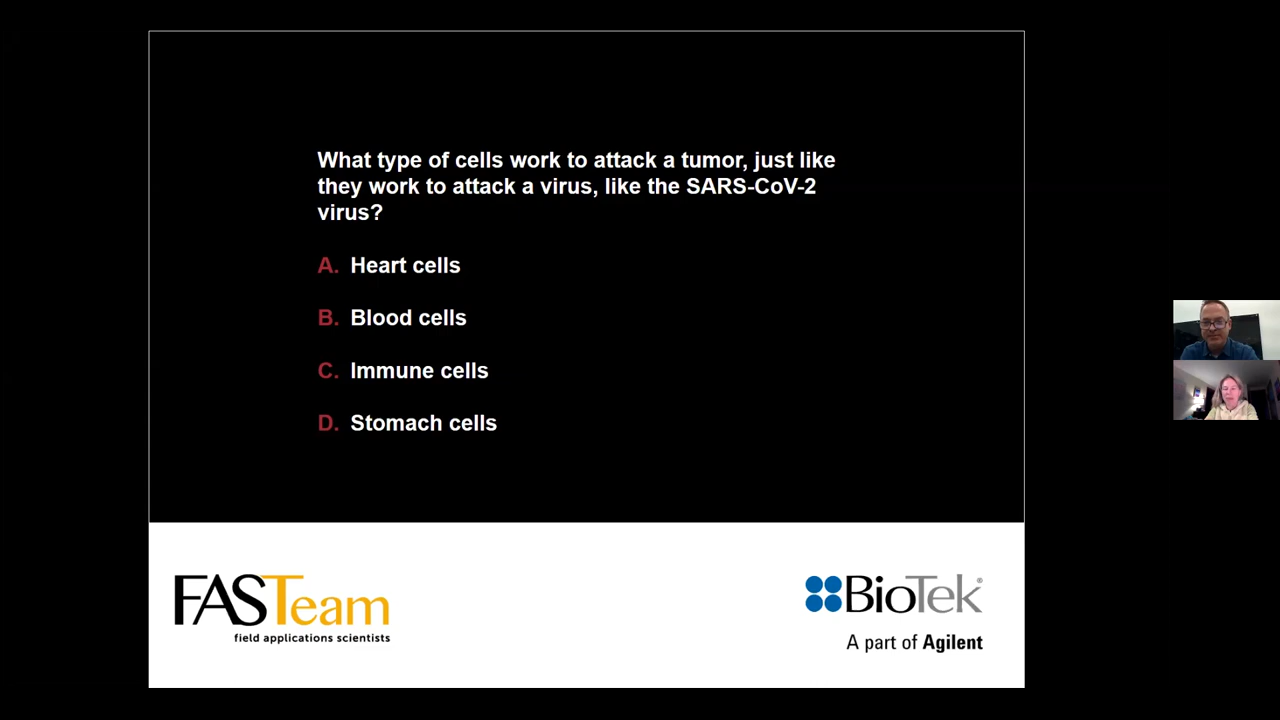 What type of cells work to attack a tumor, just like
they work to attack a virus, like the SARS-CoV-2
virus?
A. Heart cells
B. Blood cells
C. Immune cells
D. Stomach cells
FASTeam
field applications scientists
BioTek®
A part of Agilent